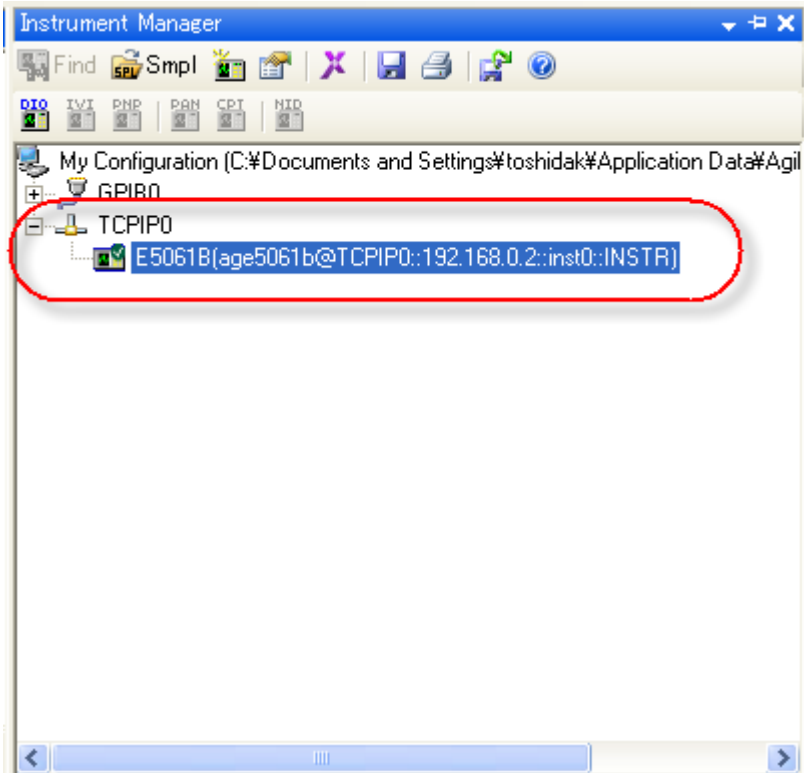 Instrument Manager
Find Smpl
DIO IVI PNP PAN CPT NID
My Configuration (C:¥Documents and Settings¥toshidak¥Application Data¥Agil
GPIB0
TCPIP0
E5061B(age5061b@TCPIP0::192.168.0.2::inst0::INSTR)